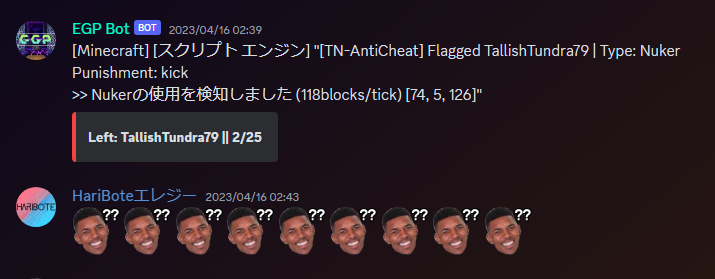 EGP
EGP Bot BOT 2023/04/16 02:39
[Minecraft] [スクリプト エンジン] "[TN-AntiCheat] Flagged TallishTundra79 | Type: Nuker
Punishment: kick
>> Nukerの使用を検知しました (118blocks/tick) [74, 5, 126]"
Left: TallishTundra79 || 2/25
HARIBOTE
HariBoteエレジー 2023/04/16 02:43
?? ?? ?? ?? ?? ?? ?? ?? ??